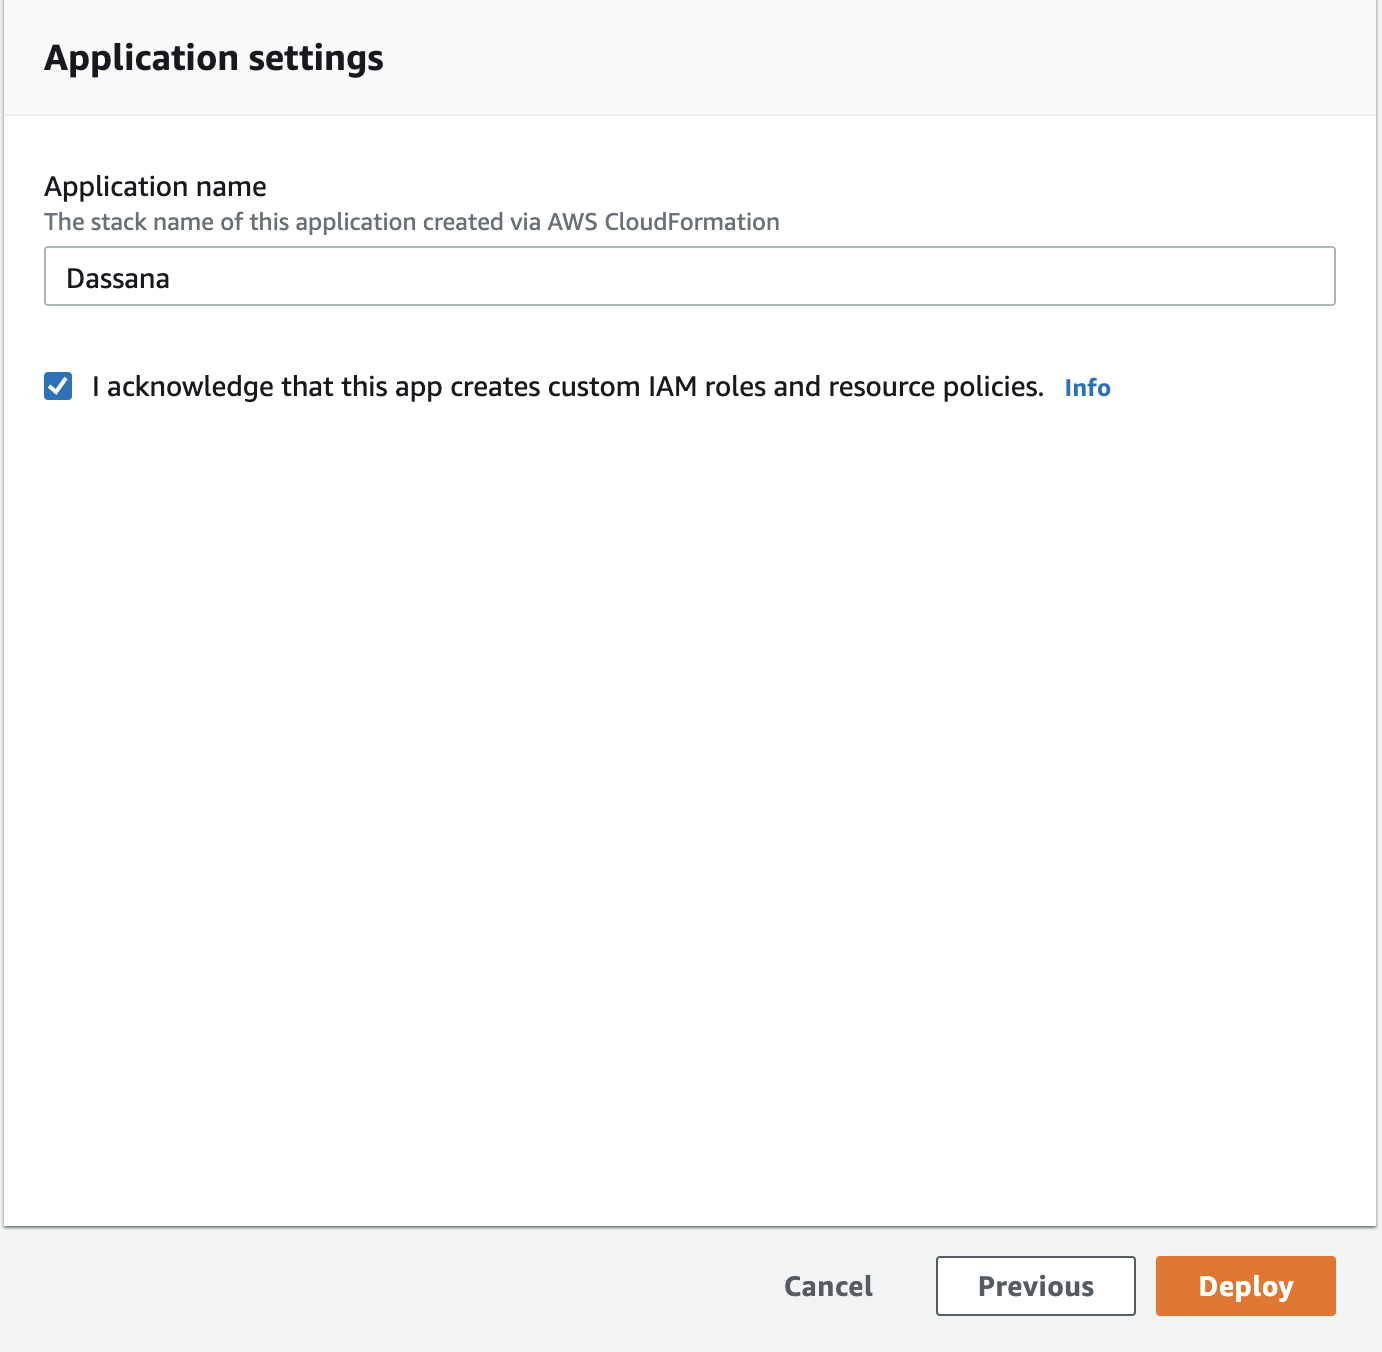 Application settings
Application name
The stack name of this application created via AWS CloudFormation
Dassana
I acknowledge that this app creates custom IAM roles and resource policies. Info
Cancel Previous Deploy